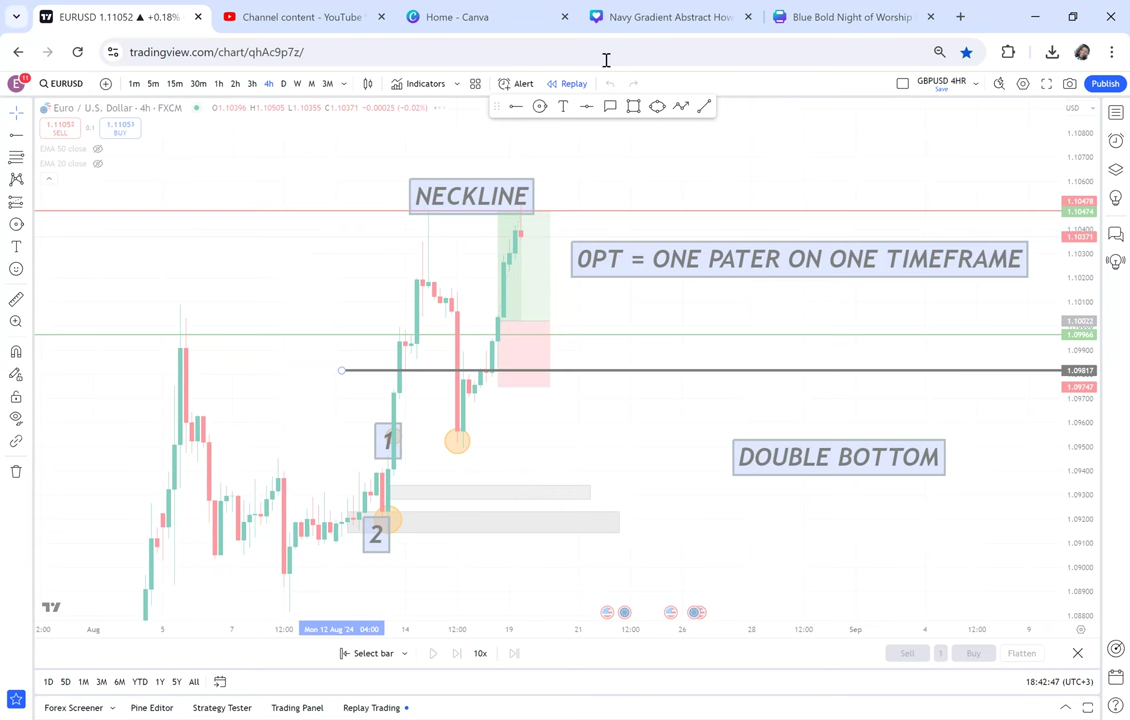 EURUSD 1.11052 ▲ +0.18%
Channel content - YouTube
Home - Canva
Navy Gradient Abstract How
Blue Bold Night of Worship
tradingview.com/chart/qhAc9p7z/
E
11
EURUSD
1m 5m 15m 30m 1h 2h 3h 4h D W M 3M
Indicators
Alert
Replay
GBPUSD 4HR
Save
Publish
Euro / U.S. Dollar · 4h · FXCM
O1.10396 H1.10505 L1.10355 C1.10371 -0.00025 (-0.02%)
USD
SELL
0.1
BUY
EMA 50 close
EMA 20 close
NECKLINE
0PT = ONE PATER ON ONE TIMEFRAME
1
2
DOUBLE BOTTOM
1.10800
1.10700
1.10600
1.10478
1.10474
1.10400
1.10371
1.10300
1.10200
1.10100
1.10022
1.09966
1.09900
1.09817
1.09747
1.09700
1.09600
1.09500
1.09400
1.09300
1.09200
1.09100
1.09000
1.08900
1.08800
2:00 Aug 5 7 12:00 Mon 12 Aug '24 04:00 14 12:00 19 21 12:00 26 28 12:00 Sep 4 12:00 9
Select bar
10x
Sell 1 Buy Flatten
1D 5D 1M 3M 6M YTD 1Y 5Y All
18:42:47 (UTC+3)
Forex Screener
Pine Editor
Strategy Tester
Trading Panel
Replay Trading